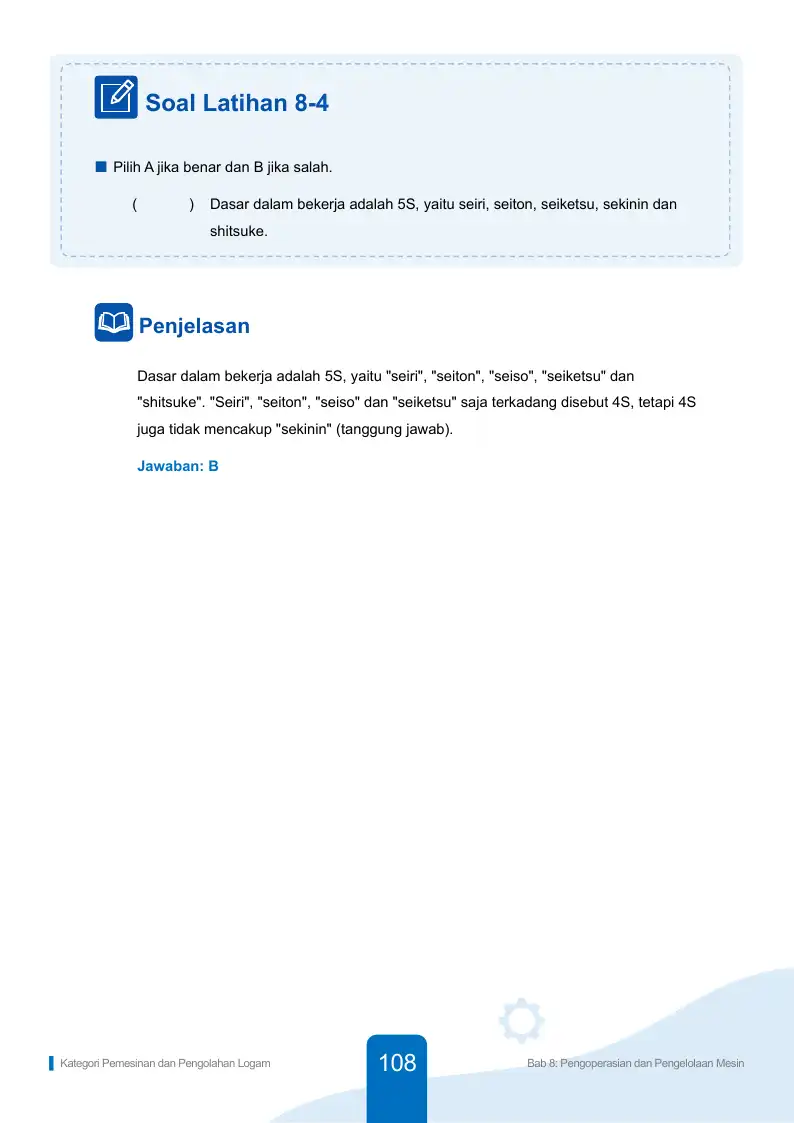 Soal Latihan 8-4
Pilih A jika benar dan B jika salah.
( ) Dasar dalam bekerja adalah 5S, yaitu seiri, seiton, seiketsu, sekinin dan
shitsuke.
Penjelasan
Dasar dalam bekerja adalah 5S, yaitu "seiri", "seiton", "seiso", "seiketsu" dan
"shitsuke". "Seiri", "seiton", "seiso" dan "seiketsu" saja terkadang disebut 4S, tetapi 4S
juga tidak mencakup "sekinin" (tanggung jawab).
Jawaban: B
Kategori Pemesinan dan Pengolahan Logam
108
Bab 8: Pengoperasian dan Pengelolaan Mesin